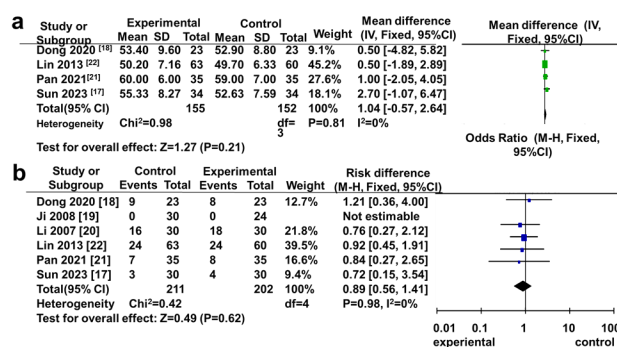 a
Study or Subgroup Experimental Control Weight Mean difference (IV, Fixed, 95%CI) Mean difference (IV, Fixed, 95%CI)
Mean SD Total Mean SD Total
Dong 2020 [18] 53.40 9.60 23 52.90 8.80 23 9.1% 0.50 [-4.82, 5.82]
Lin 2013 [22] 50.20 7.16 63 49.70 6.33 60 45.2% 0.50 [-1.89, 2.89]
Pan 2021[21] 60.00 6.00 35 59.00 7.00 35 27.6% 1.00 [-2.05, 4.05]
Sun 2023 [17] 55.33 8.27 34 52.63 7.59 34 18.1% 2.70 [-1.07, 6.47]
Total(95% CI) 155 152 100% 1.04 [-0.57, 2.64]
Heterogeneity Chi²=0.98 df=3 P=0.81 I²=0%
Test for overall effect: Z=1.27 (P=0.21)
Odds Ratio (M-H, Fixed, 95%CI)
b
Study or Subgroup Control Experimental Weight Risk difference (M-H, Fixed, 95%CI)
Events Total Events Total
Dong 2020 [18] 9 23 8 23 12.7% 1.21 [0.36, 4.00]
Ji 2008 [19] 0 30 0 24 Not estimable
Li 2007 [20] 16 30 18 30 21.8% 0.76 [0.27, 2.12]
Lin 2013 [22] 24 63 24 60 39.5% 0.92 [0.45, 1.91]
Pan 2021 [21] 7 35 8 35 16.6% 0.84 [0.27, 2.65]
Sun 2023 [17] 3 30 4 30 9.4% 0.72 [0.15, 3.54]
Total(95% CI) 211 202 100% 0.89 [0.56, 1.41]
Heterogeneity Chi²=0.42 df=4 P=0.98, I²=0%
Test for overall effect: Z=0.49 (P=0.62)
0.01 0.1 1 10 100
experiental control